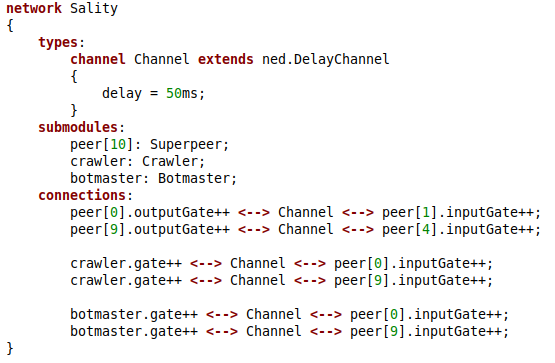 network Sality
{
    types:
        channel Channel extends ned.DelayChannel
        {
            delay = 50ms;
        }
    submodules:
        peer[10]: Superpeer;
        crawler: Crawler;
        botmaster: Botmaster;
    connections:
        peer[0].outputGate++ <--> Channel <--> peer[1].inputGate++;
        peer[9].outputGate++ <--> Channel <--> peer[4].inputGate++;

        crawler.gate++ <--> Channel <--> peer[0].inputGate++;
        crawler.gate++ <--> Channel <--> peer[9].inputGate++;

        botmaster.gate++ <--> Channel <--> peer[0].inputGate++;
        botmaster.gate++ <--> Channel <--> peer[9].inputGate++;
}